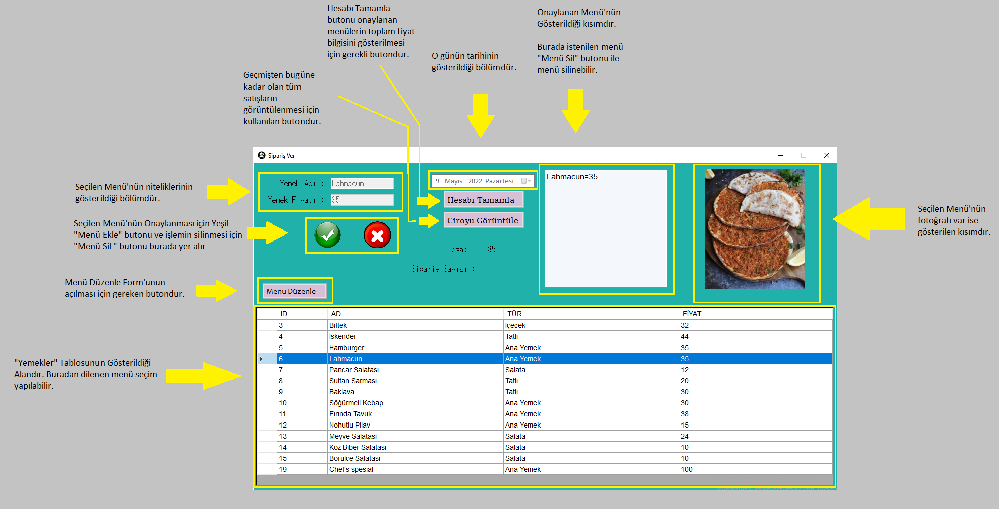 Hesabı Tamamla
butonu onaylanan
menülerin toplam fiyat
bilgisini gösterilmesi
için gerekli butondur.
Onaylanan Menü'nün
Gösterildiği kısımdır.
Burada istenilen menü
"Menü Sil" butonu ile
menü silinebilir.
O günün tarihinin
gösterildiği bölümdür.
Geçmişten bugüne
kadar olan tüm
satışların
görüntülenmesi için
kullanılan butondur.
Sipariş Ver
Seçilen Menü'nün niteliklerinin
gösterildiği bölümdür.
Yemek Adı : Lahmacun
Yemek Fiyatı : 35
9 Mayıs 2022 Pazartesi
Hesabı Tamamla
Ciroyu Görüntüle
Lahmacun=35
Seçilen Menü'nün
fotoğrafı var ise
gösterilen kısımdır.
Seçilen Menü'nün Onaylanması için Yeşil
"Menü Ekle" butonu ve işlemin silinmesi için
"Menü Sil " butonu burada yer alır
Hesap = 35
Sipariş Sayısı : 1
Menü Düzenle Form'unun
açılması için gereken butondur.
Menu Düzenle
"Yemekler" Tablosunun Gösterildiği
Alandır. Buradan dilenen menü seçim
yapılabilir.
ID AD TÜR FİYAT
3 Biftek İçecek 32
4 İskender Tatlı 44
5 Hamburger Ana Yemek 35
6 Lahmacun Ana Yemek 35
7 Pancar Salatası Salata 12
8 Sultan Sarması Tatlı 20
9 Baklava Tatlı 30
10 Söğürmeli Kebap Ana Yemek 30
11 Fırında Tavuk Ana Yemek 38
12 Nohutlu Pilav Ana Yemek 15
13 Meyve Salatası Salata 24
14 Köz Biber Salatası Salata 10
15 Börülce Salatası Salata 10
19 Chef's spesial Ana Yemek 100